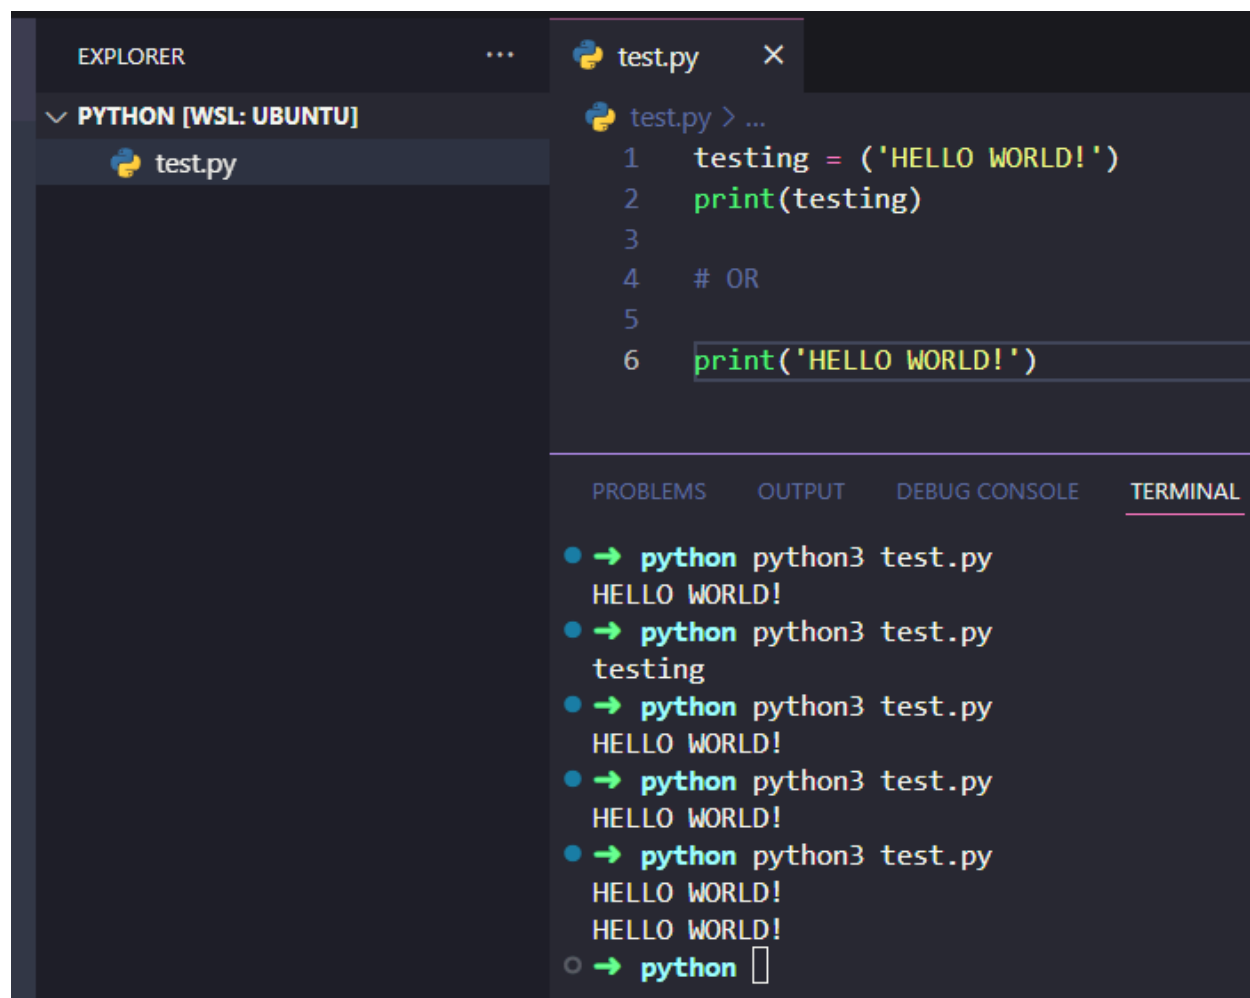 EXPLORER ...
PYTHON [WSL: UBUNTU]
test.py
test.py ×
test.py > ...
1 testing = ('HELLO WORLD!')
2 print(testing)
3
4 # OR
5
6 print('HELLO WORLD!')
PROBLEMS OUTPUT DEBUG CONSOLE TERMINAL
➜ python python3 test.py
HELLO WORLD!
➜ python python3 test.py
testing
➜ python python3 test.py
HELLO WORLD!
➜ python python3 test.py
HELLO WORLD!
➜ python python3 test.py
HELLO WORLD!
HELLO WORLD!
➜ python